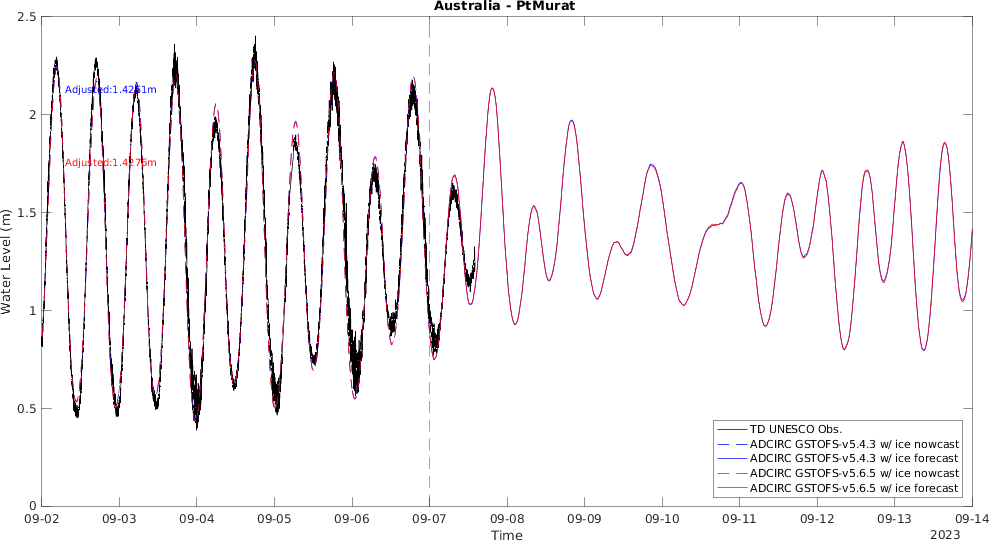 Australia - PtMurat
2.5
2
1.5
1
0.5
0
Water Level (m)
Adjusted:1.4251m
Adjusted:1.4275m
TD UNESCO Obs.
ADCIRC GSTOFS-v5.4.3 w/ ice nowcast
ADCIRC GSTOFS-v5.4.3 w/ ice forecast
ADCIRC GSTOFS-v5.6.5 w/ ice nowcast
ADCIRC GSTOFS-v5.6.5 w/ ice forecast
09-02 09-03 09-04 09-05 09-06 09-07 09-08 09-09 09-10 09-11 09-12 09-13 09-14
Time
2023